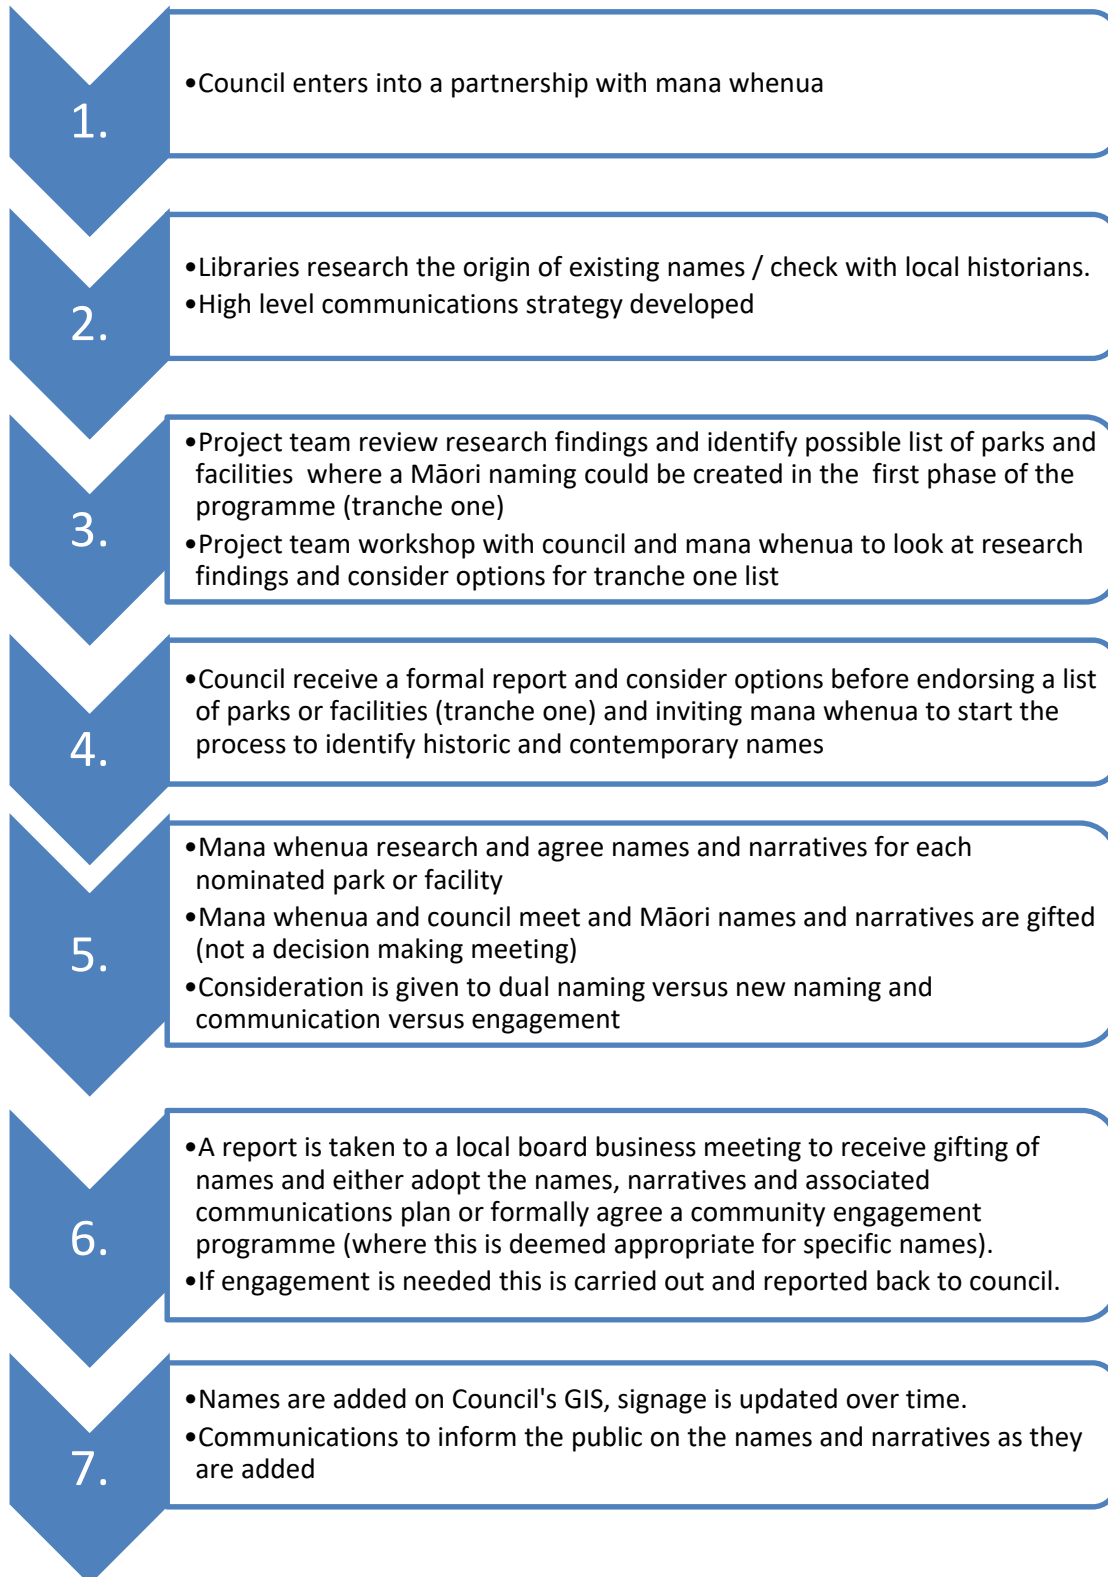 1.
•Council enters into a partnership with mana whenua
2.
•Libraries research the origin of existing names / check with local historians.
•High level communications strategy developed
3.
•Project team review research findings and identify possible list of parks and
facilities where a Māori naming could be created in the first phase of the
programme (tranche one)
•Project team workshop with council and mana whenua to look at research
findings and consider options for tranche one list
4.
•Council receive a formal report and consider options before endorsing a list
of parks or facilities (tranche one) and inviting mana whenua to start the
process to identify historic and contemporary names
5.
•Mana whenua research and agree names and narratives for each
nominated park or facility
•Mana whenua and council meet and Māori names and narratives are gifted
(not a decision making meeting)
•Consideration is given to dual naming versus new naming and
communication versus engagement
6.
•A report is taken to a local board business meeting to receive gifting of
names and either adopt the names, narratives and associated
communications plan or formally agree a community engagement
programme (where this is deemed appropriate for specific names).
•If engagement is needed this is carried out and reported back to council.
7.
•Names are added on Council's GIS, signage is updated over time.
•Communications to inform the public on the names and narratives as they
are added